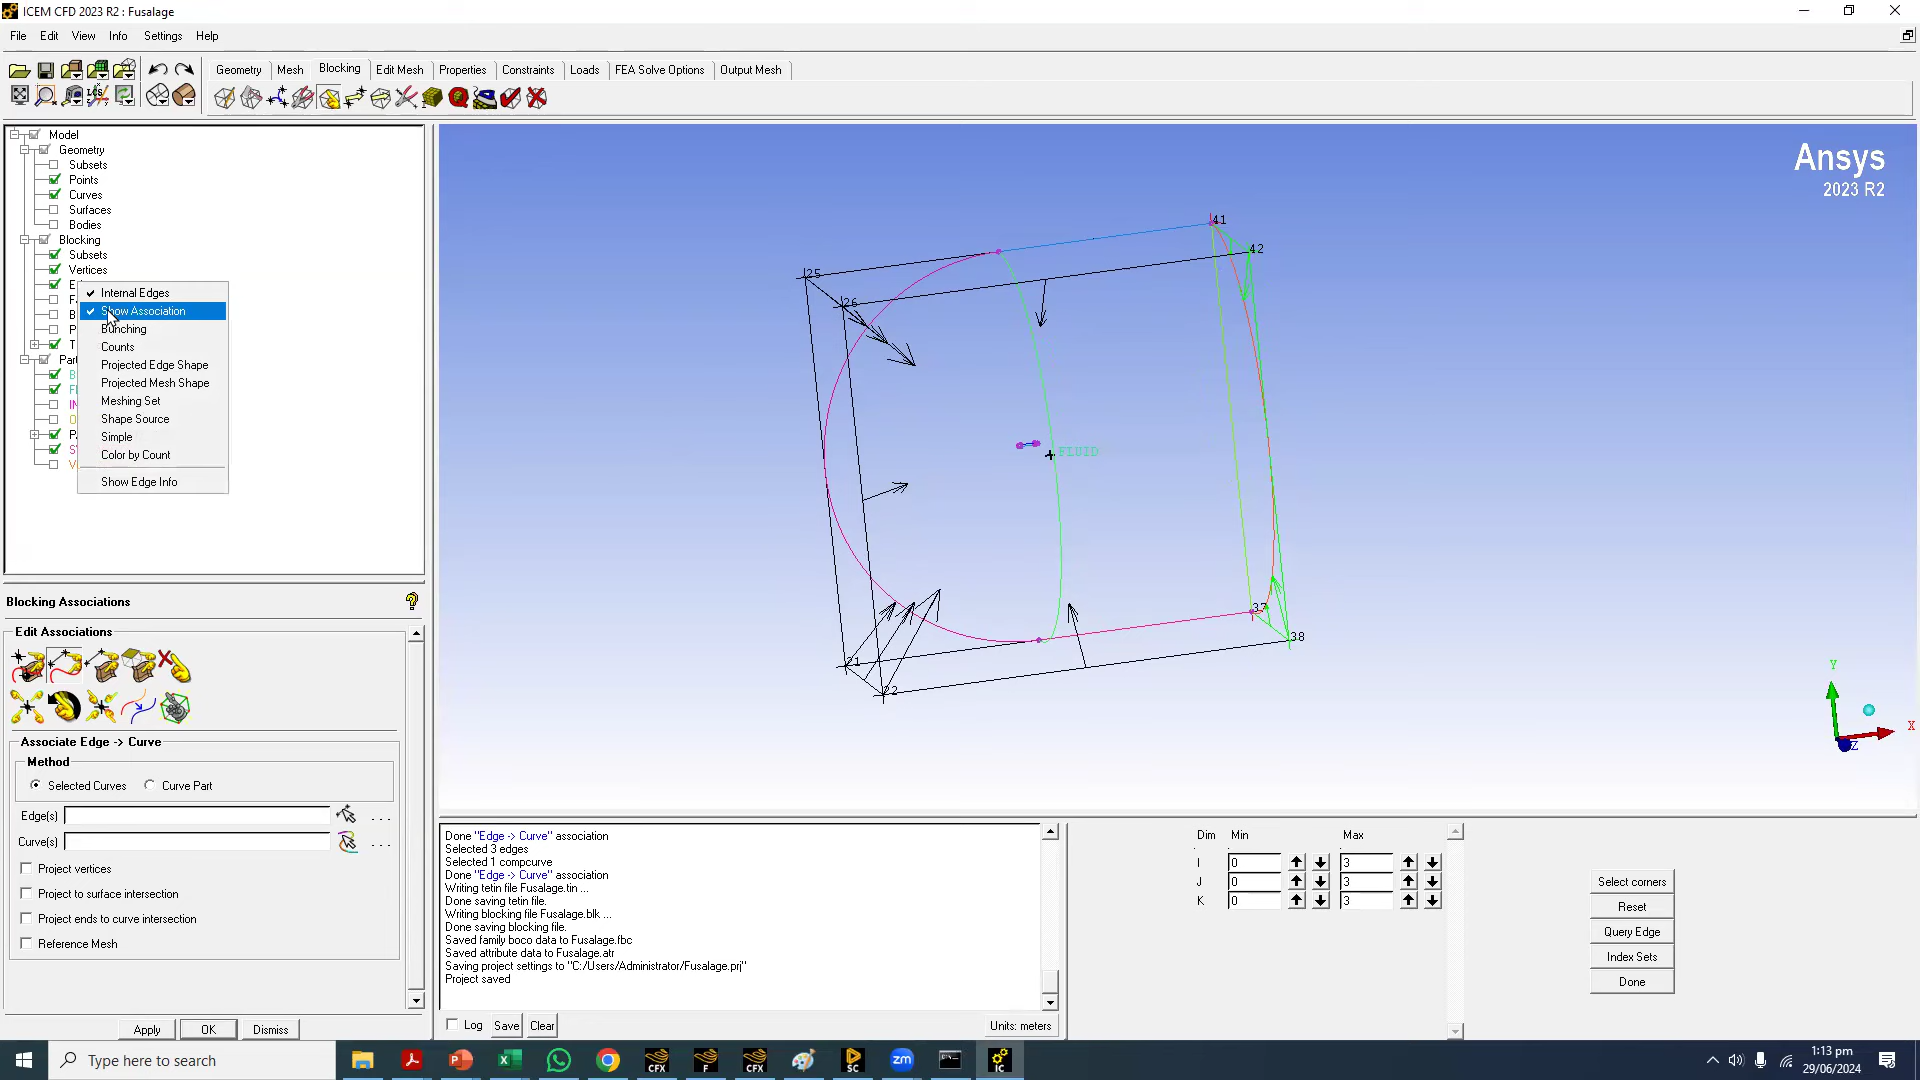 ICEM CFD 2023 R2 : Fusalage
File Edit View Info Settings Help
Geometry Mesh Blocking Edit Mesh Properties Constraints Loads FEA Solve Options Output Mesh
LCS
Model
Geometry
Subsets
Points
Curves
Surfaces
Bodies
Blocking
Subsets
Vertices
Internal Edges
Show Association
Bunching
Counts
Projected Edge Shape
Projected Mesh Shape
Meshing Set
Shape Source
Simple
Color by Count
Show Edge Info
Ansys
2023 R2
41
42
25
26
FLUID
37
38
21
22
Y
X
Z
Blocking Associations
Edit Associations
Associate Edge -> Curve
Method
Selected Curves Curve Part
Edge(s)
Curve(s)
Project vertices
Project to surface intersection
Project ends to curve intersection
Reference Mesh
Apply OK Dismiss
Done "Edge -> Curve" association
Selected 3 edges
Selected 1 compcurve
Done "Edge -> Curve" association
Writing tetin file Fusalage.tin ...
Done saving tetin file.
Writing blocking file Fusalage.blk ...
Done saving blocking file.
Saved family boco data to Fusalage.fbc
Saved attribute data to Fusalage.atr
Saving project settings to "C:/Users/Administrator/Fusalage.prj"
Project saved
Log Save Clear Units: meters
Dim Min Max
I 0 3
J 0 3
K 0 3
Select corners
Reset
Query Edge
Index Sets
Done
Type here to search
CFX F CFX SC zm IC
1:13 pm
29/06/2024